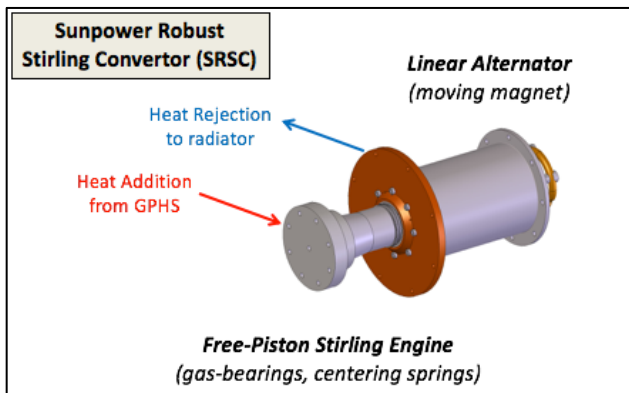 Sunpower Robust
Stirling Convertor (SRSC)
Linear Alternator
(moving magnet)
Heat Rejection
to radiator
Heat Addition
from GPHS
Free-Piston Stirling Engine
(gas-bearings, centering springs)